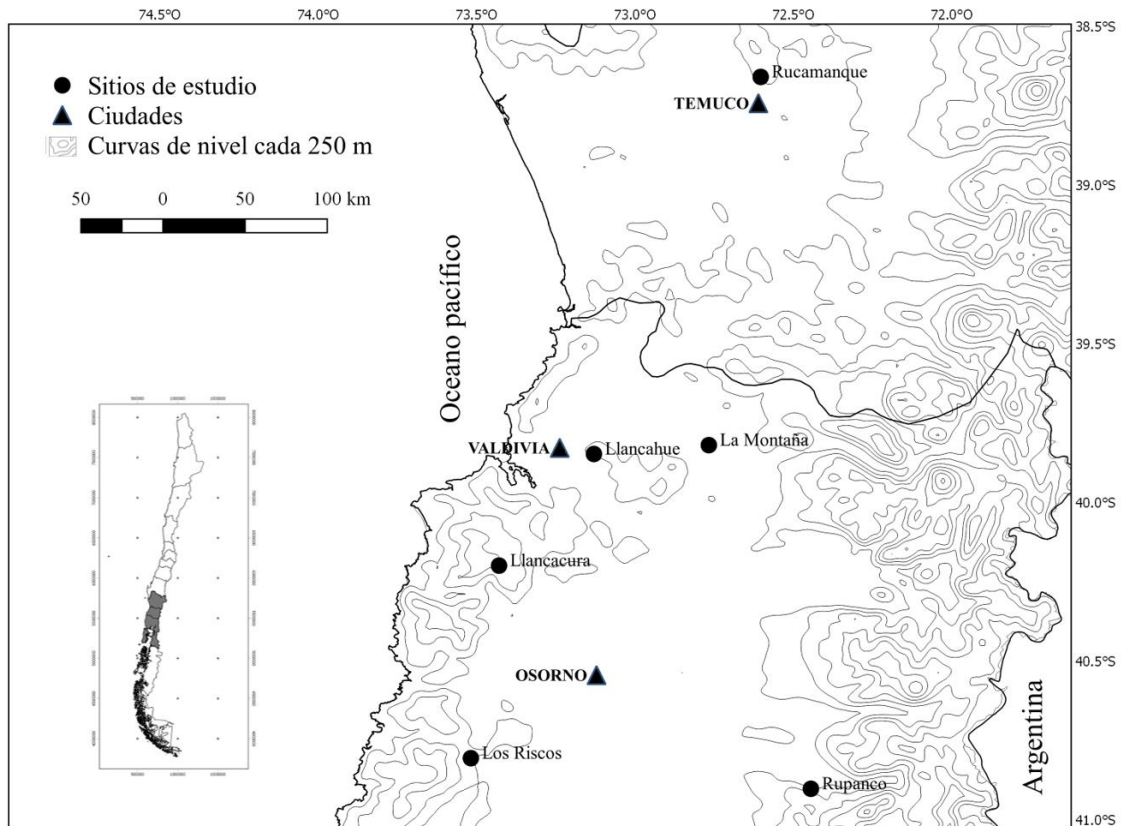 74.5°O 74.0°O 73.5°O 73.0°O 72.5°O 72.0°O
38.5°S
Sitios de estudio
Ciudades
Curvas de nivel cada 250 m
50 0 50 100 km
Rucamanque
TEMUCO
39.0°S
Oceano pacífico
39.5°S
VALDIVIA
Llancahue
La Montaña
40.0°S
Llancacura
40.5°S
OSORNO
Argentina
Los Riscos
Rupanco
41.0°S